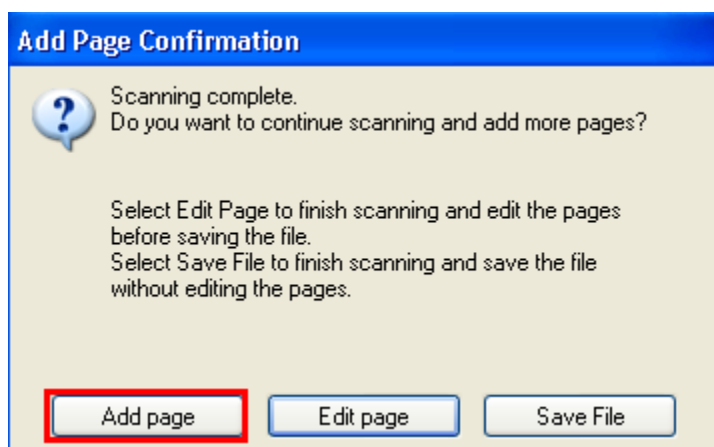 Add Page Confirmation
?
Scanning complete.
Do you want to continue scanning and add more pages?
Select Edit Page to finish scanning and edit the pages
before saving the file.
Select Save File to finish scanning and save the file
without editing the pages.
Add page Edit page Save File